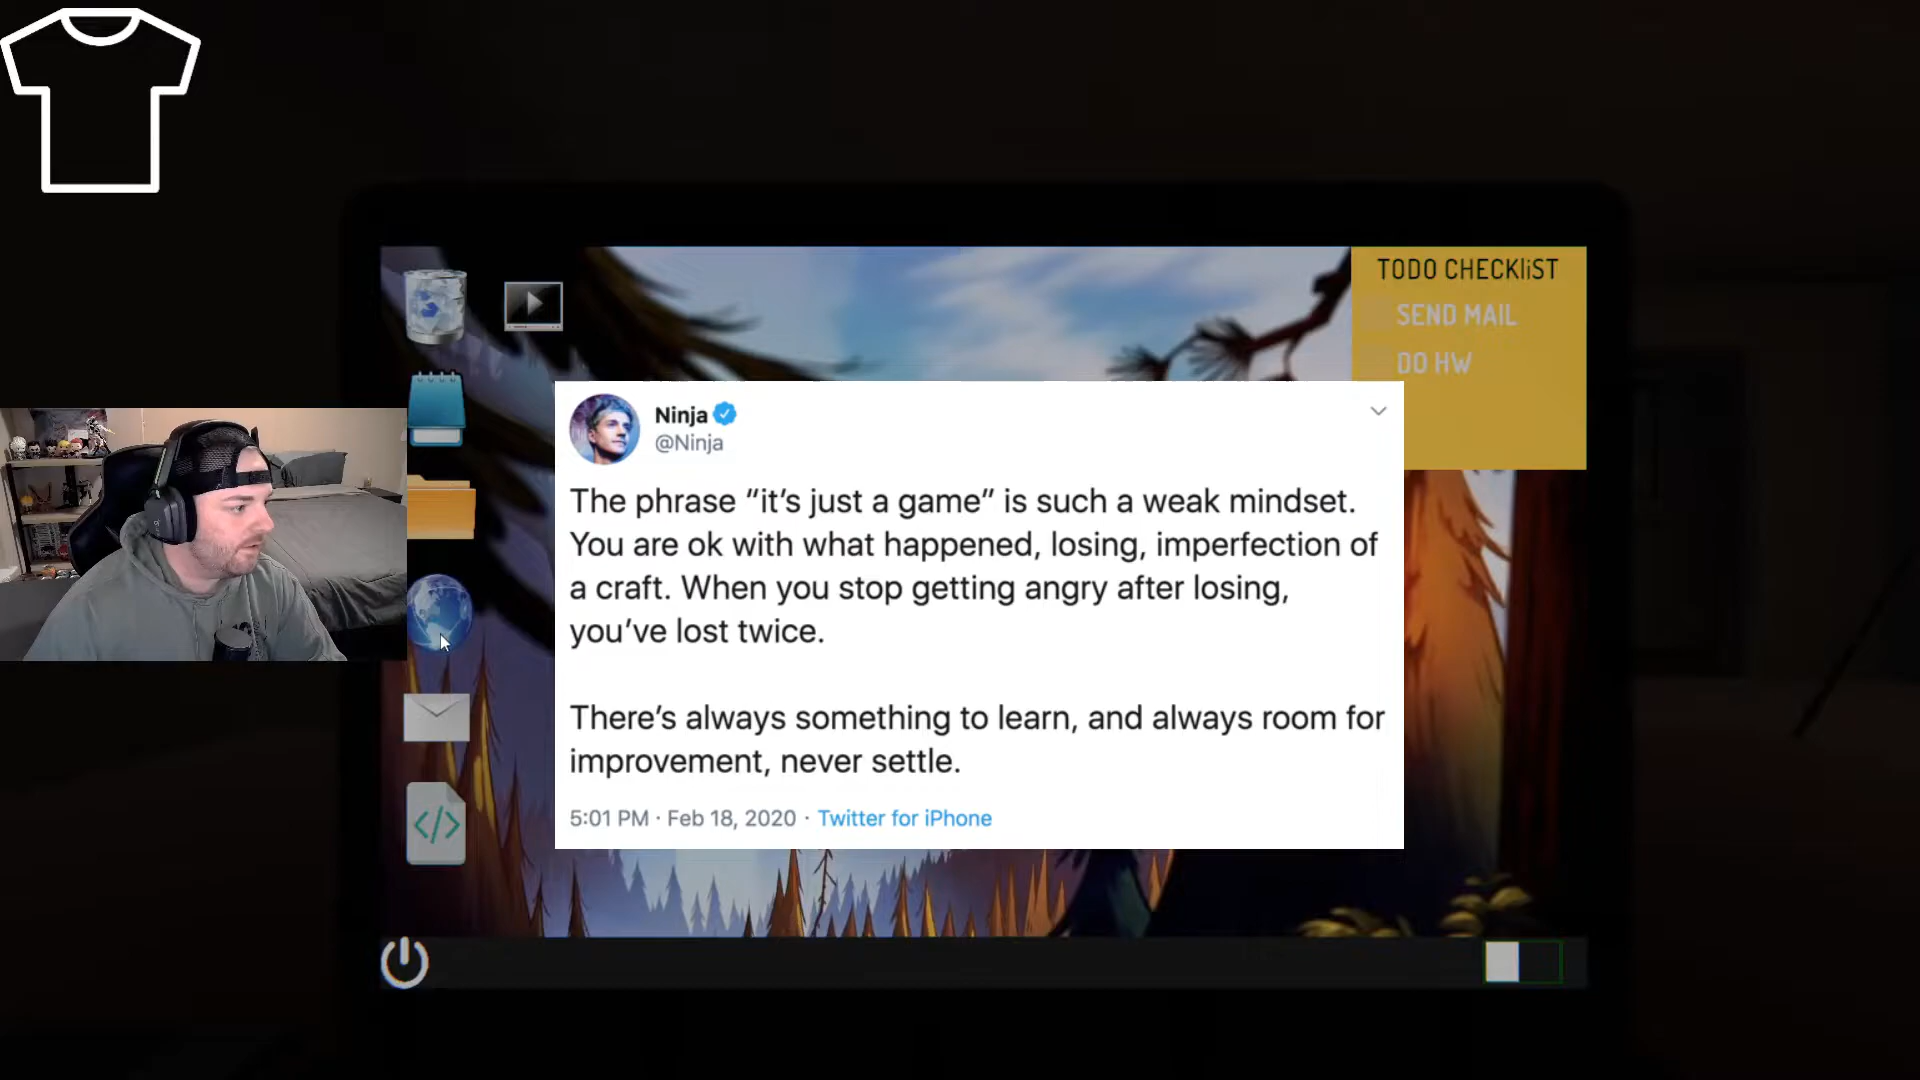 TODO CHECKLiST
SEND MAIL
DO HW
Ninja
@Ninja
The phrase “it’s just a game” is such a weak mindset.
You are ok with what happened, losing, imperfection of
a craft. When you stop getting angry after losing,
you’ve lost twice.
There’s always something to learn, and always room for
improvement, never settle.
5:01 PM · Feb 18, 2020 · Twitter for iPhone